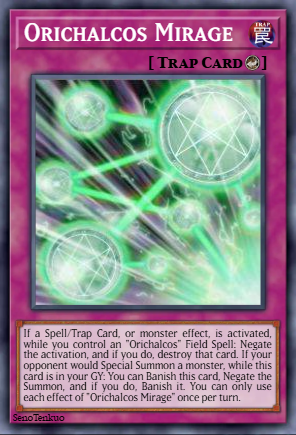 Orichalcos Mirage
TRAP
罠
[ Trap Card ]
If a Spell/Trap Card, or monster effect, is activated,
while you control an "Orichalcos" Field Spell: Negate
the activation, and if you do, destroy that card. If your
opponent would Special Summon a monster, while this
card is in your GY: You can Banish this card, Negate the
Summon, and if you do, Banish it. You can only use
each effect of "Orichalcos Mirage" once per turn.
SenoTenkuo